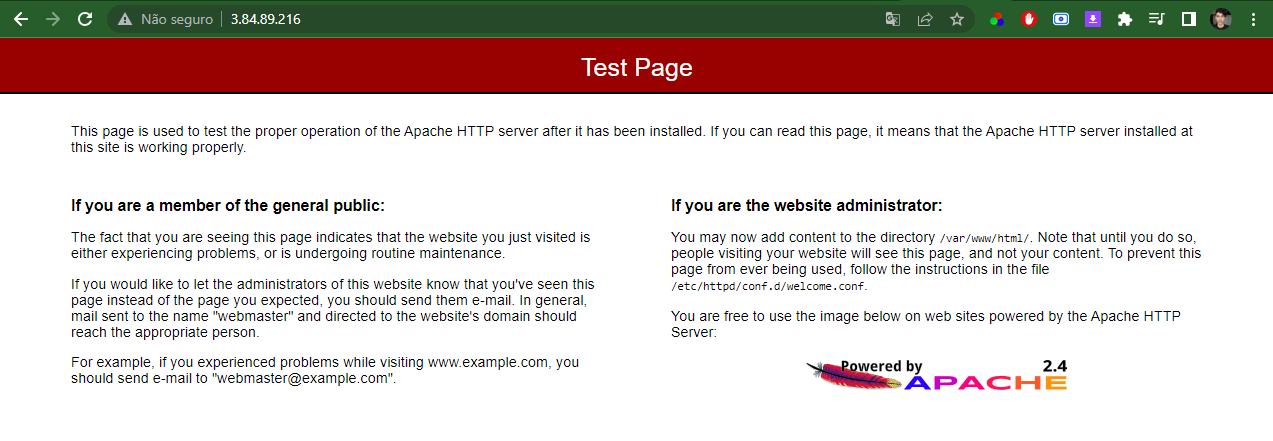 Não seguro 3.84.89.216
Test Page
This page is used to test the proper operation of the Apache HTTP server after it has been installed. If you can read this page, it means that the Apache HTTP server installed at
this site is working properly.
If you are a member of the general public:
The fact that you are seeing this page indicates that the website you just visited is
either experiencing problems, or is undergoing routine maintenance.
If you would like to let the administrators of this website know that you've seen this
page instead of the page you expected, you should send them e-mail. In general,
mail sent to the name "webmaster" and directed to the website's domain should
reach the appropriate person.
For example, if you experienced problems while visiting www.example.com, you
should send e-mail to "webmaster@example.com".
If you are the website administrator:
You may now add content to the directory /var/www/html/. Note that until you do so,
people visiting your website will see this page, and not your content. To prevent this
page from ever being used, follow the instructions in the file
/etc/httpd/conf.d/welcome.conf.
You are free to use the image below on web sites powered by the Apache HTTP
Server:
Powered by 2.4
APACHE